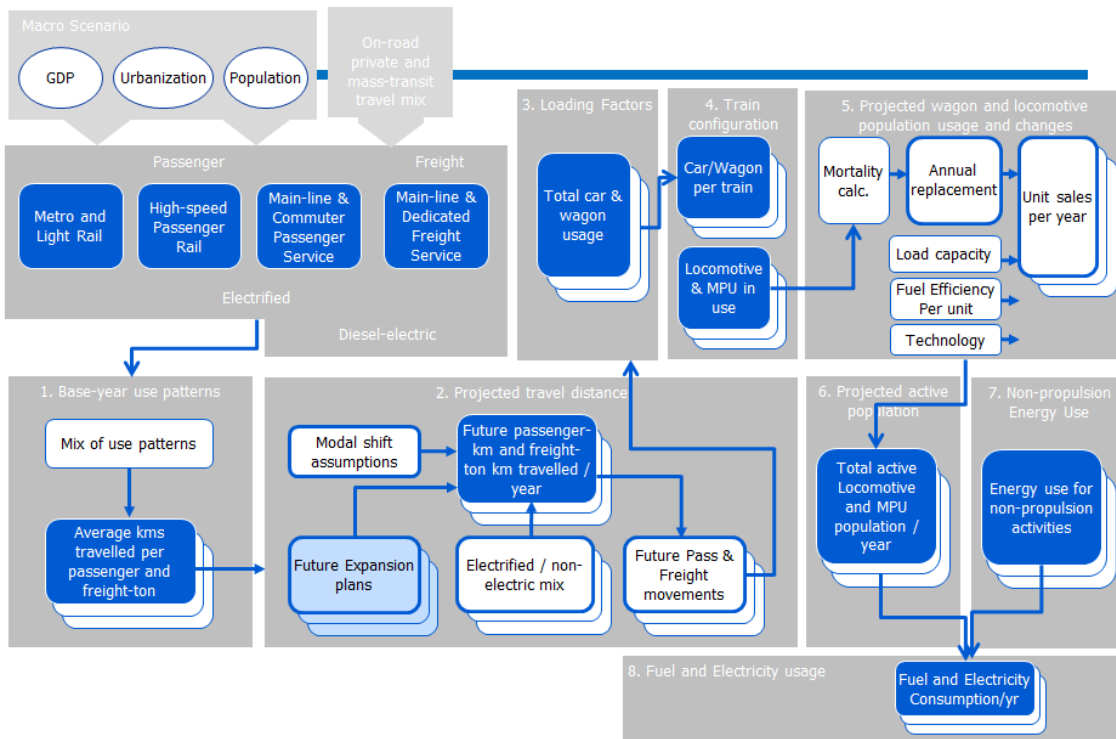 Macro Scenario
GDP
Urbanization
Population
On-road
private and
mass-transit
travel mix
Passenger
Freight
Metro and
Light Rail
High-speed
Passenger
Rail
Main-line &
Commuter
Passenger
Service
Main-line &
Dedicated
Freight
Service
Electrified
Diesel-electric
1. Base-year use patterns
Mix of use patterns
Average kms
travelled per
passenger and
freight-ton
2. Projected travel distance
Modal shift
assumptions
Future passenger-
km and freight-
ton km travelled /
year
Future Expansion
plans
Electrified / non-
electric mix
Future Pass &
Freight
movements
3. Loading Factors
Total car &
wagon
usage
4. Train
configuration
Car/Wagon
per train
Locomotive
& MPU in
use
5. Projected wagon and locomotive
population usage and changes
Mortality
calc.
Annual
replacement
Unit sales
per year
Load capacity
Fuel Efficiency
Per unit
Technology
6. Projected active
population
Total active
Locomotive
and MPU
population /
year
7. Non-propulsion
Energy Use
Energy use for
non-propulsion
activities
8. Fuel and Electricity usage
Fuel and Electricity
Consumption/yr